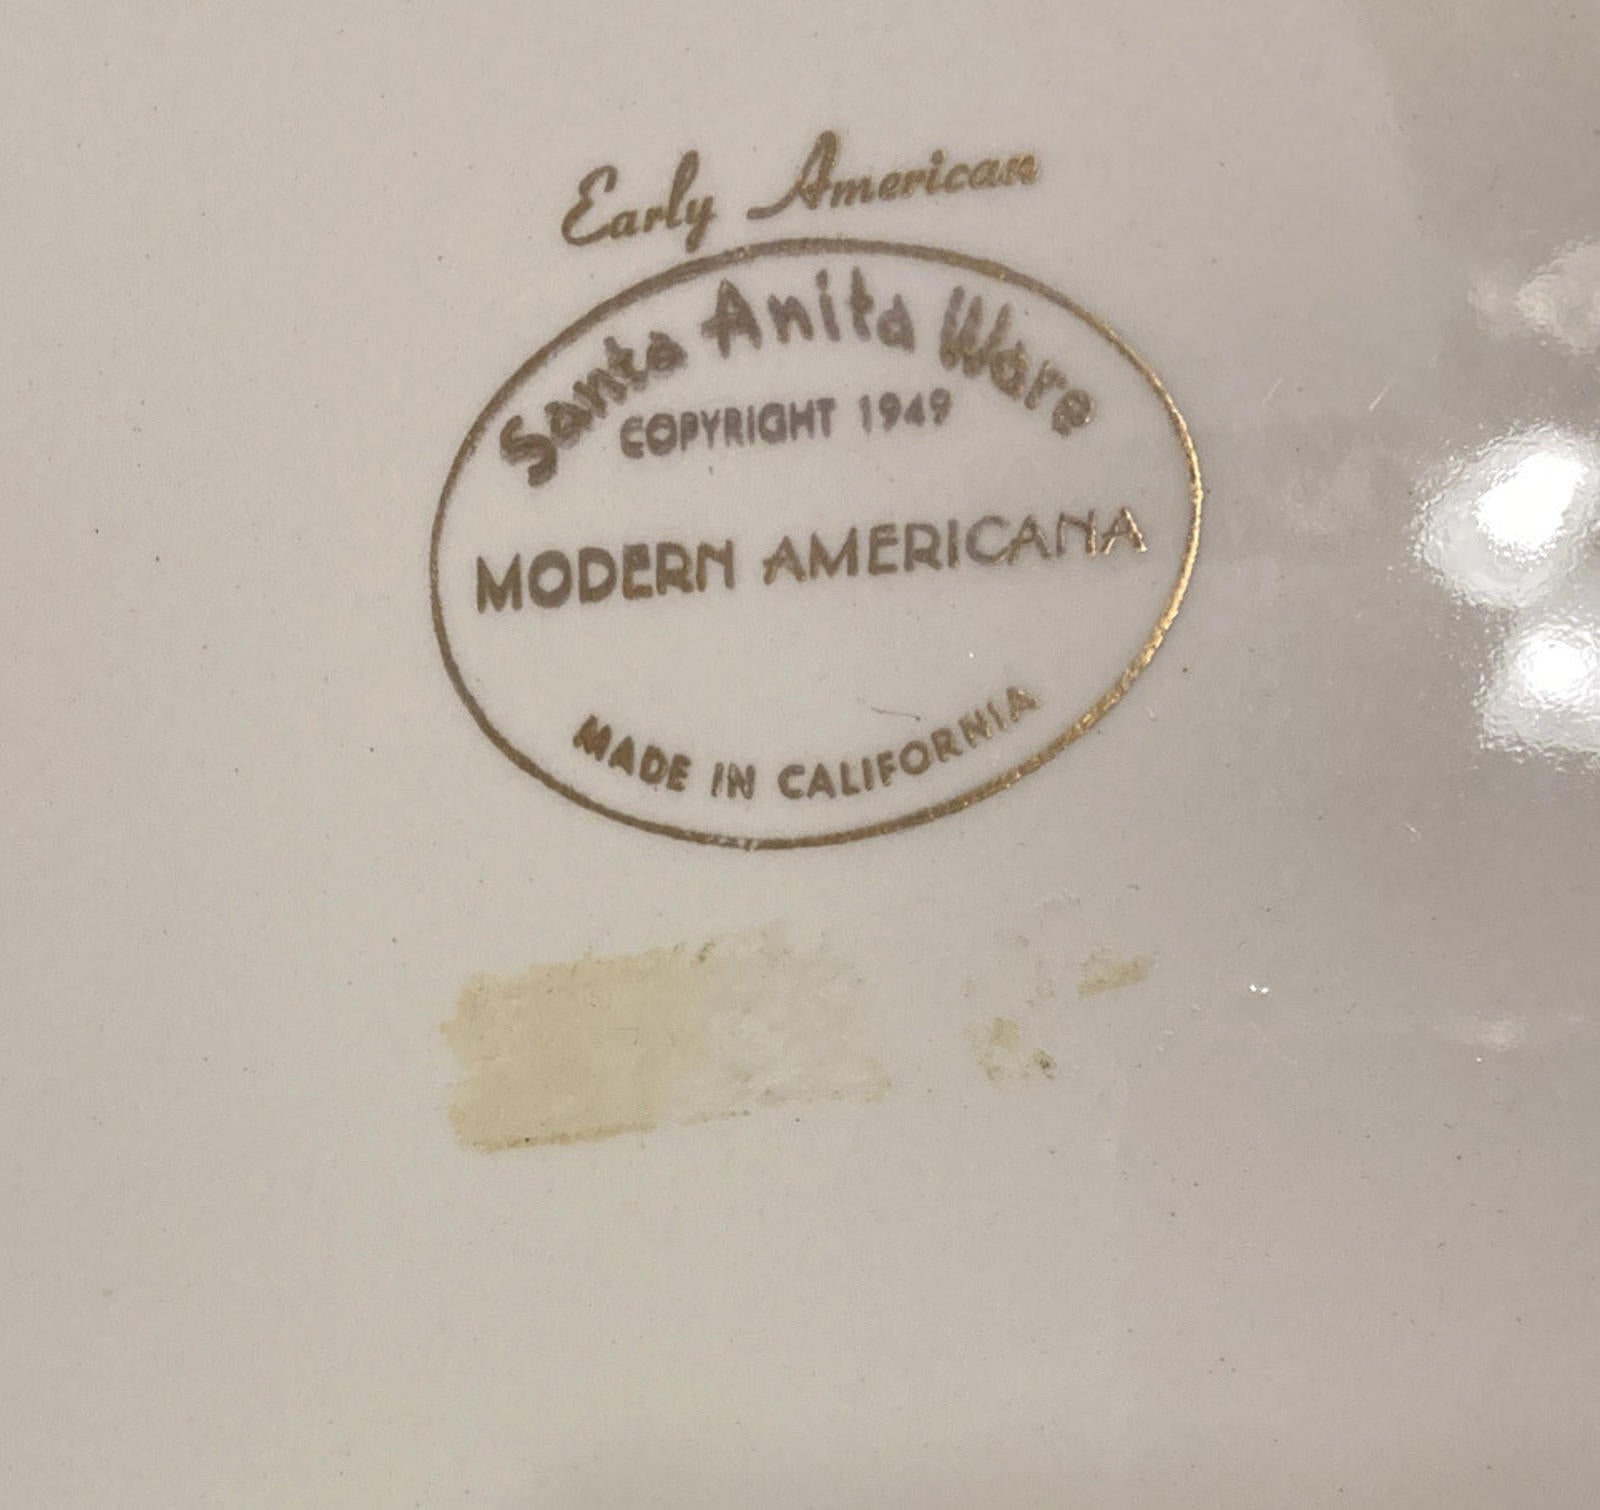 Early American
Santa Anita Ware
COPYRIGHT 1949
MODERN AMERICANA
MADE IN CALIFORNIA